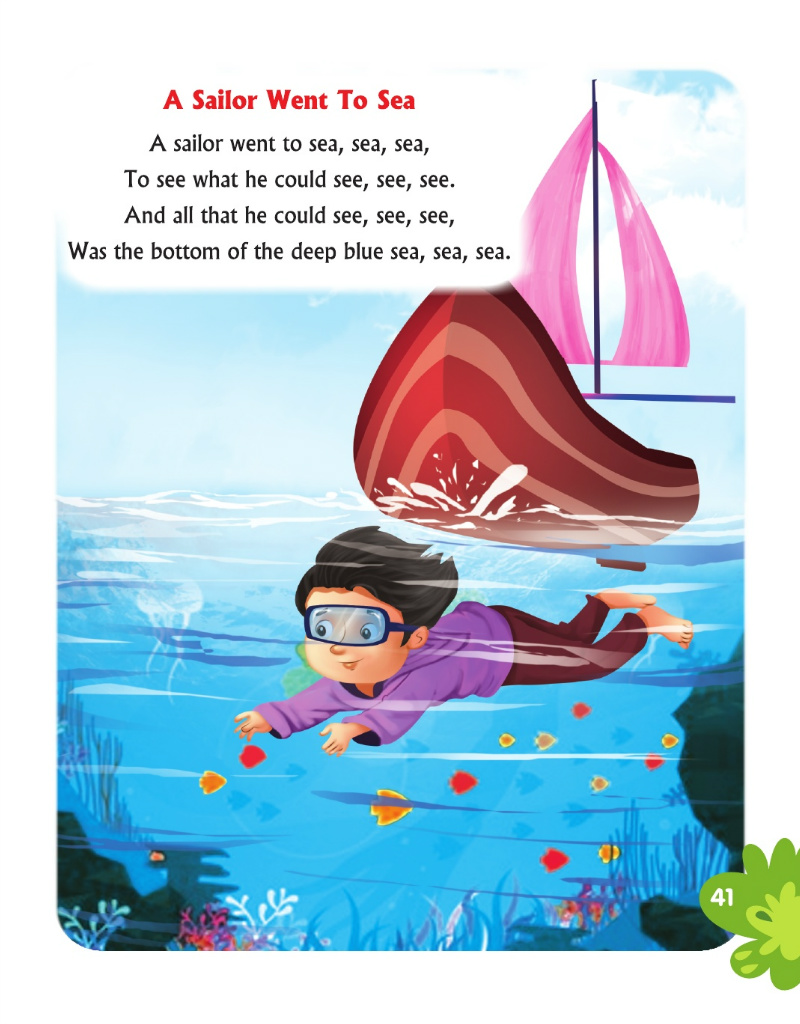 A Sailor Went To Sea
A sailor went to sea, sea, sea,
To see what he could see, see, see.
And all that he could see, see, see,
Was the bottom of the deep blue sea, sea, sea.
41